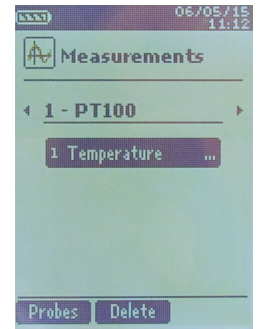 06/05/15
11:12
Measurements
1 - PT100
1 Temperature ...
Probes Delete